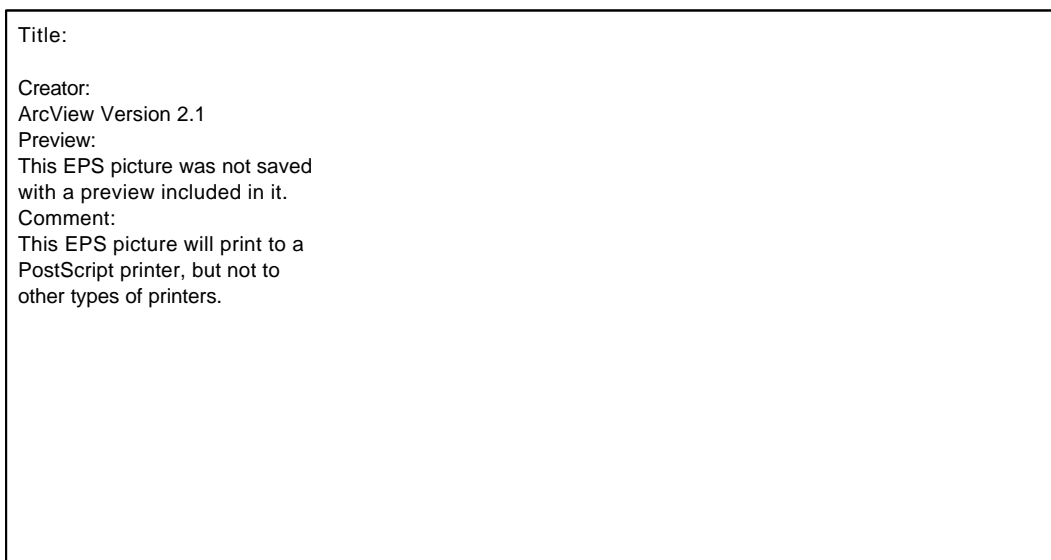 Title:
Creator:
ArcView Version 2.1
Preview:
This EPS picture was not saved
with a preview included in it.
Comment:
This EPS picture will print to a
PostScript printer, but not to
other types of printers.